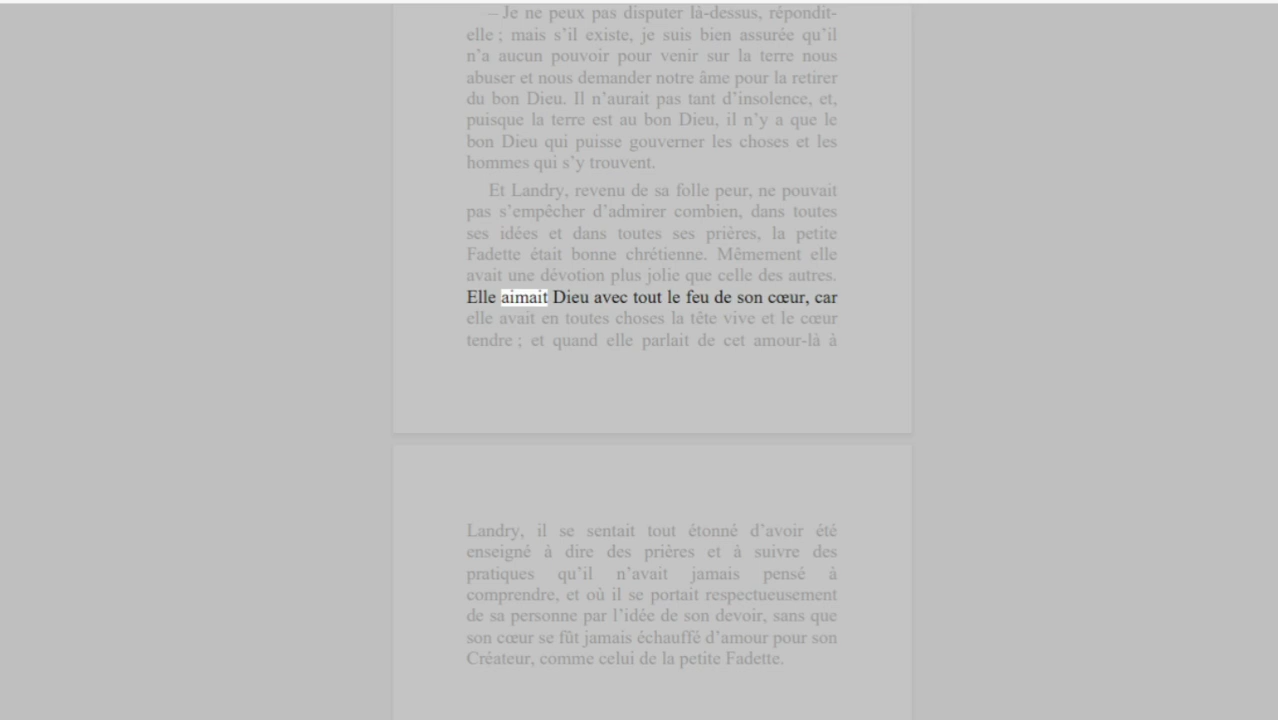 – Je ne peux pas disputer là-dessus, répondit-
elle ; mais s’il existe, je suis bien assurée qu’il
n’a aucun pouvoir pour venir sur la terre nous
abuser et nous demander notre âme pour la retirer
du bon Dieu. Il n’aurait pas tant d’insolence, et,
puisque la terre est au bon Dieu, il n’y a que le
bon Dieu qui puisse gouverner les choses et les
hommes qui s’y trouvent.
Et Landry, revenu de sa folle peur, ne pouvait
pas s’empêcher d’admirer combien, dans toutes
ses idées et dans toutes ses prières, la petite
Fadette était bonne chrétienne. Mêmement elle
avait une dévotion plus jolie que celle des autres.
Elle aimait Dieu avec tout le feu de son cœur, car
elle avait en toutes choses la tête vive et le cœur
tendre ; et quand elle parlait de cet amour-là à
Landry, il se sentait tout étonné d’avoir été
enseigné à dire des prières et à suivre des
pratiques qu’il n’avait jamais pensé à
comprendre, et où il se portait respectueusement
de sa personne par l’idée de son devoir, sans que
son cœur se fût jamais échauffé d’amour pour son
Créateur, comme celui de la petite Fadette.